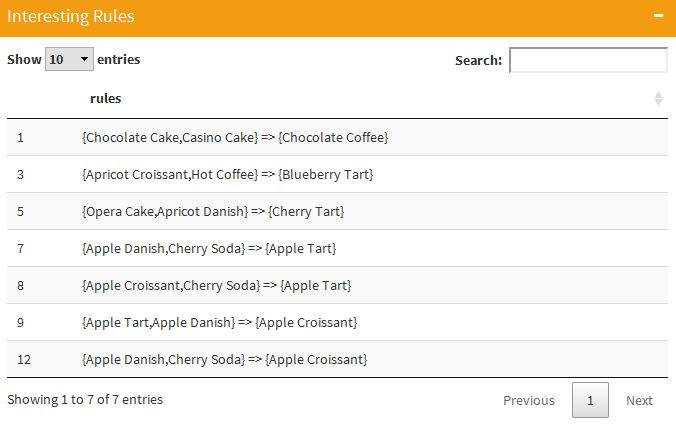 Interesting Rules
Show 10 entries Search:
rules
1 {Chocolate Cake,Casino Cake} => {Chocolate Coffee}
3 {Apricot Croissant,Hot Coffee} => {Blueberry Tart}
5 {Opera Cake,Apricot Danish} => {Cherry Tart}
7 {Apple Danish,Cherry Soda} => {Apple Tart}
8 {Apple Croissant,Cherry Soda} => {Apple Tart}
9 {Apple Tart,Apple Danish} => {Apple Croissant}
12 {Apple Danish,Cherry Soda} => {Apple Croissant}
Showing 1 to 7 of 7 entries Previous 1 Next